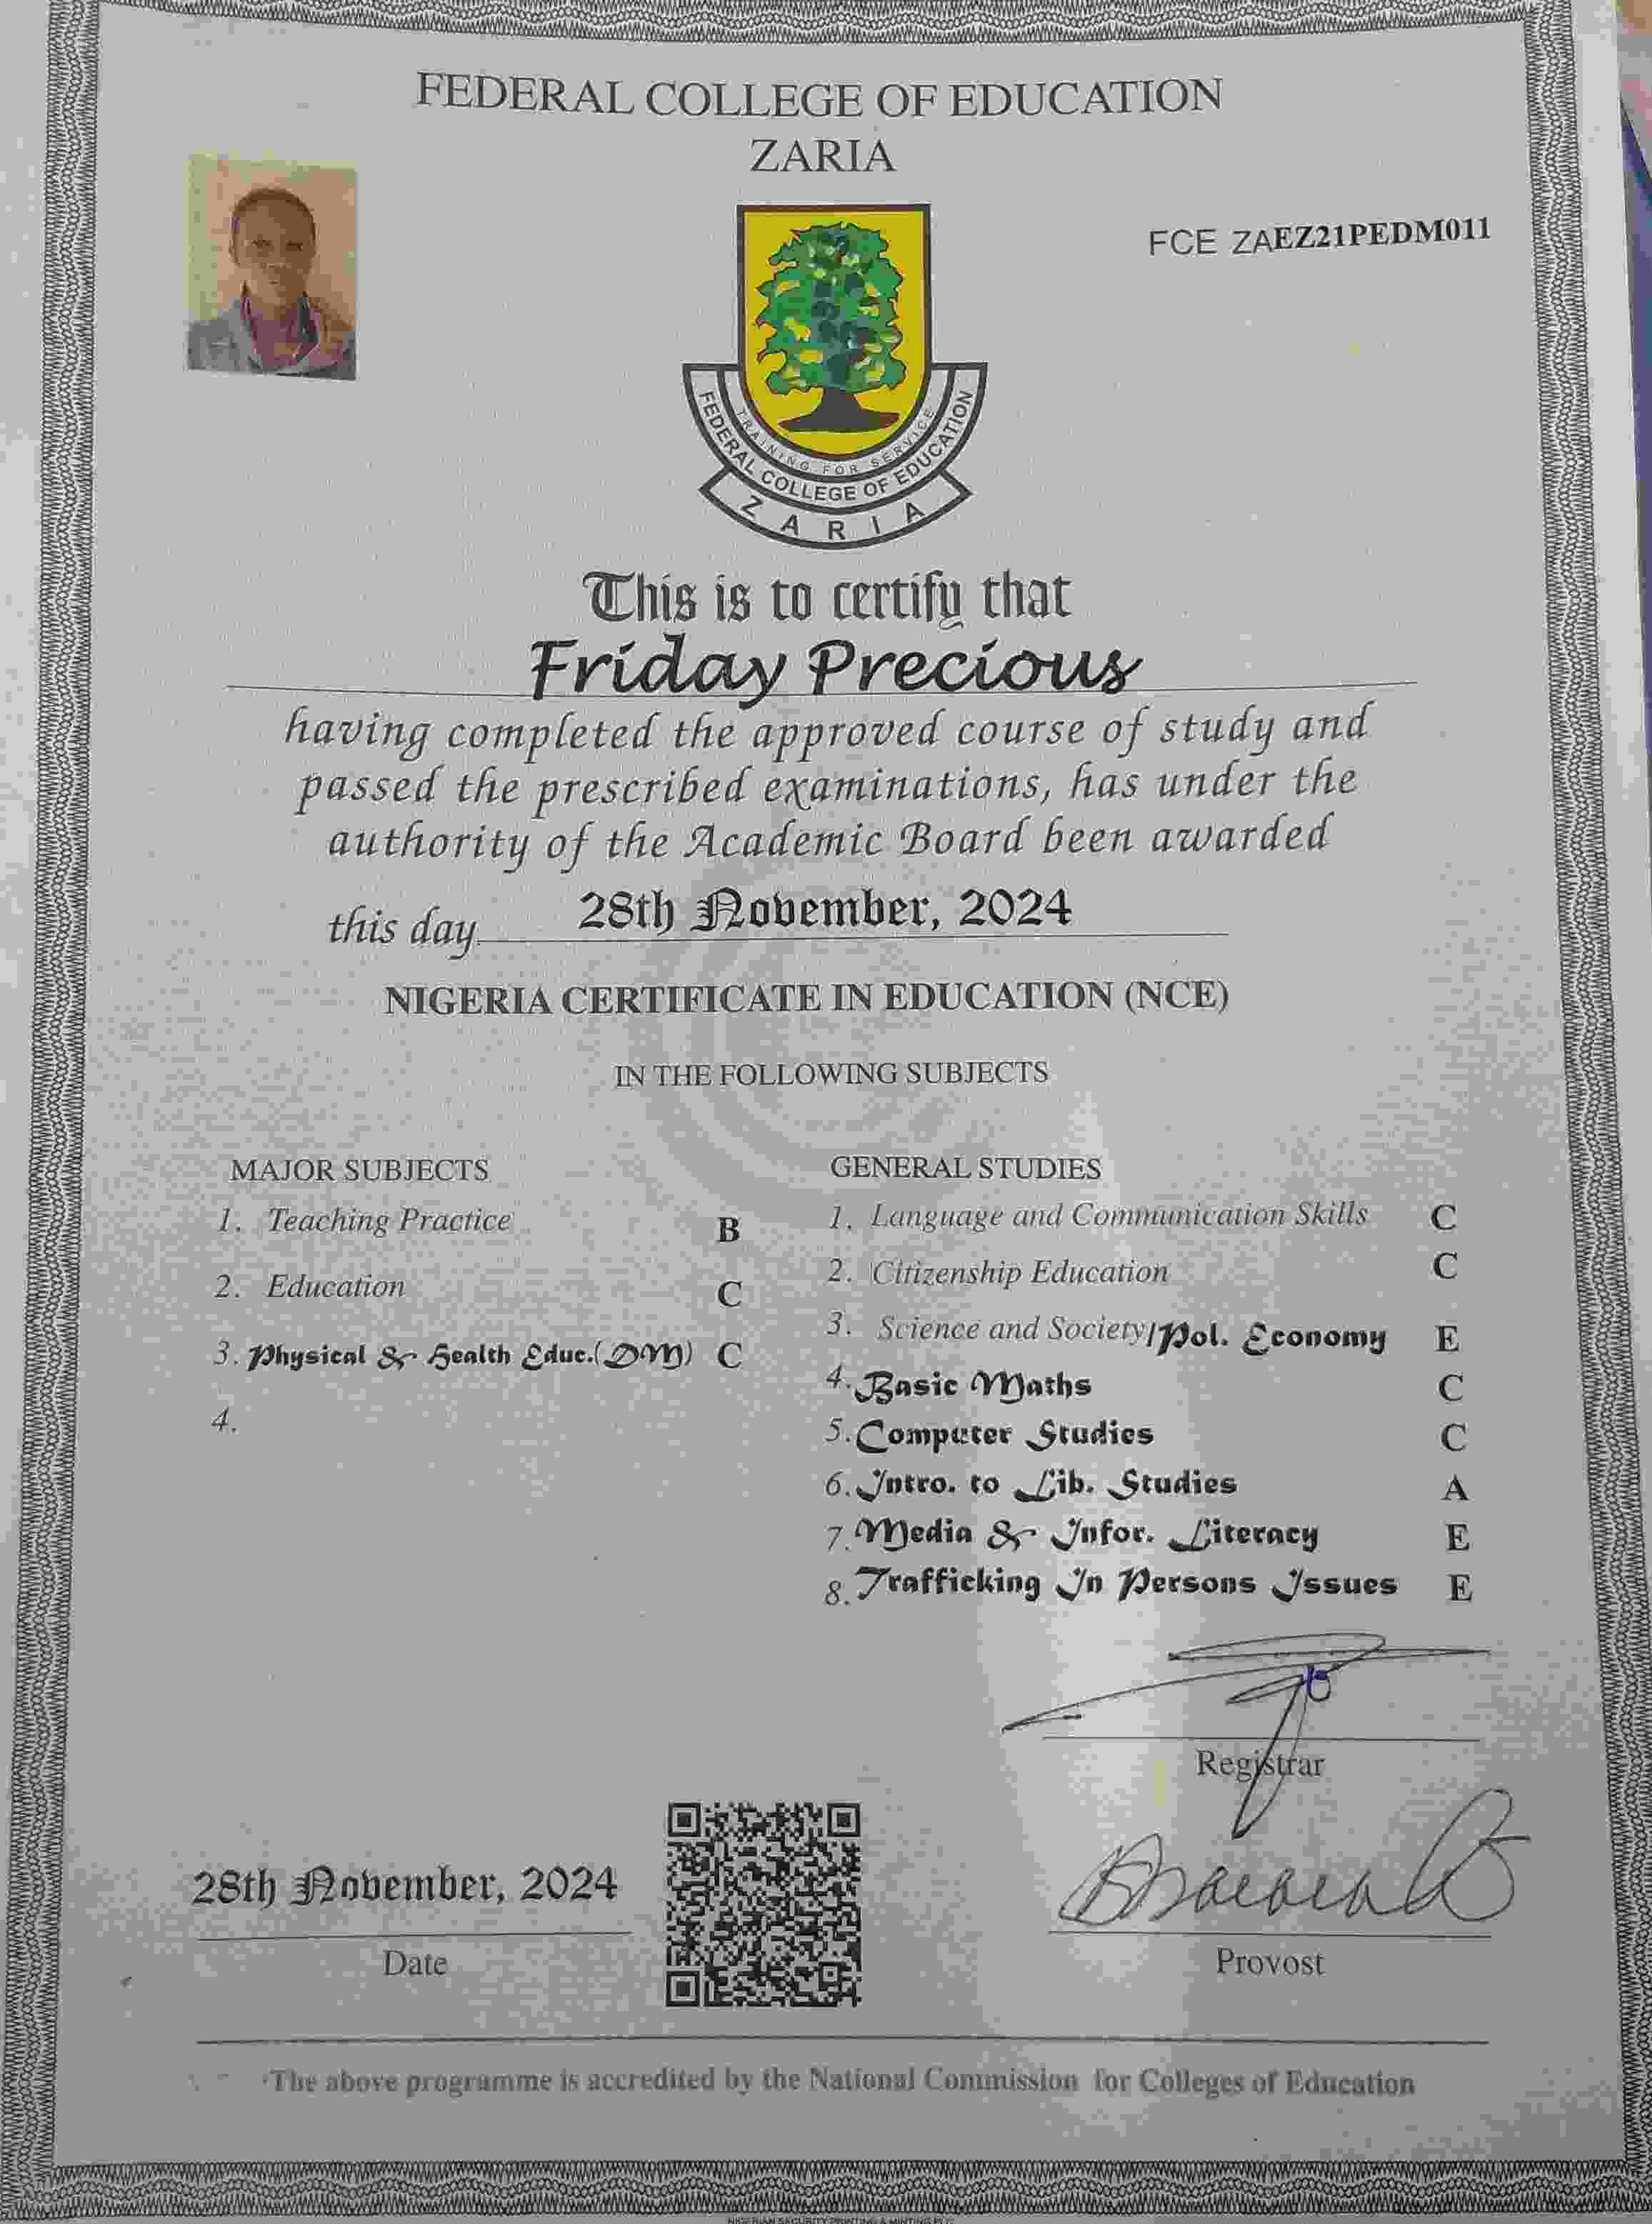 FEDERAL COLLEGE OF EDUCATION
ZARIA
FCE ZAEZ21PEDM011
TRAINING FOR SERVICE
FEDERAL COLLEGE OF EDUCATION
ZARIA
This is to certify that
Friday Precious
having completed the approved course of study and
passed the prescribed examinations, has under the
authority of the Academic Board been awarded
this day 28th November, 2024
NIGERIA CERTIFICATE IN EDUCATION (NCE)
IN THE FOLLOWING SUBJECTS
MAJOR SUBJECTS
1. Teaching Practice B
2. Education C
3. Physical & Health Educ.(DM) C
4.
GENERAL STUDIES
1. Language and Communication Skills C
2. Citizenship Education C
3. Science and Society/Pol. Economy E
4. Basic Maths C
5. Computer Studies C
6. Intro. to Lib. Studies A
7. Media & Infor. Literacy E
8. Trafficking In Persons Issues E
Registrar
28th November, 2024
Date
Provost
The above programme is accredited by the National Commission for Colleges of Education
NIGERIAN SECURITY PRINTING & MINTING PLC